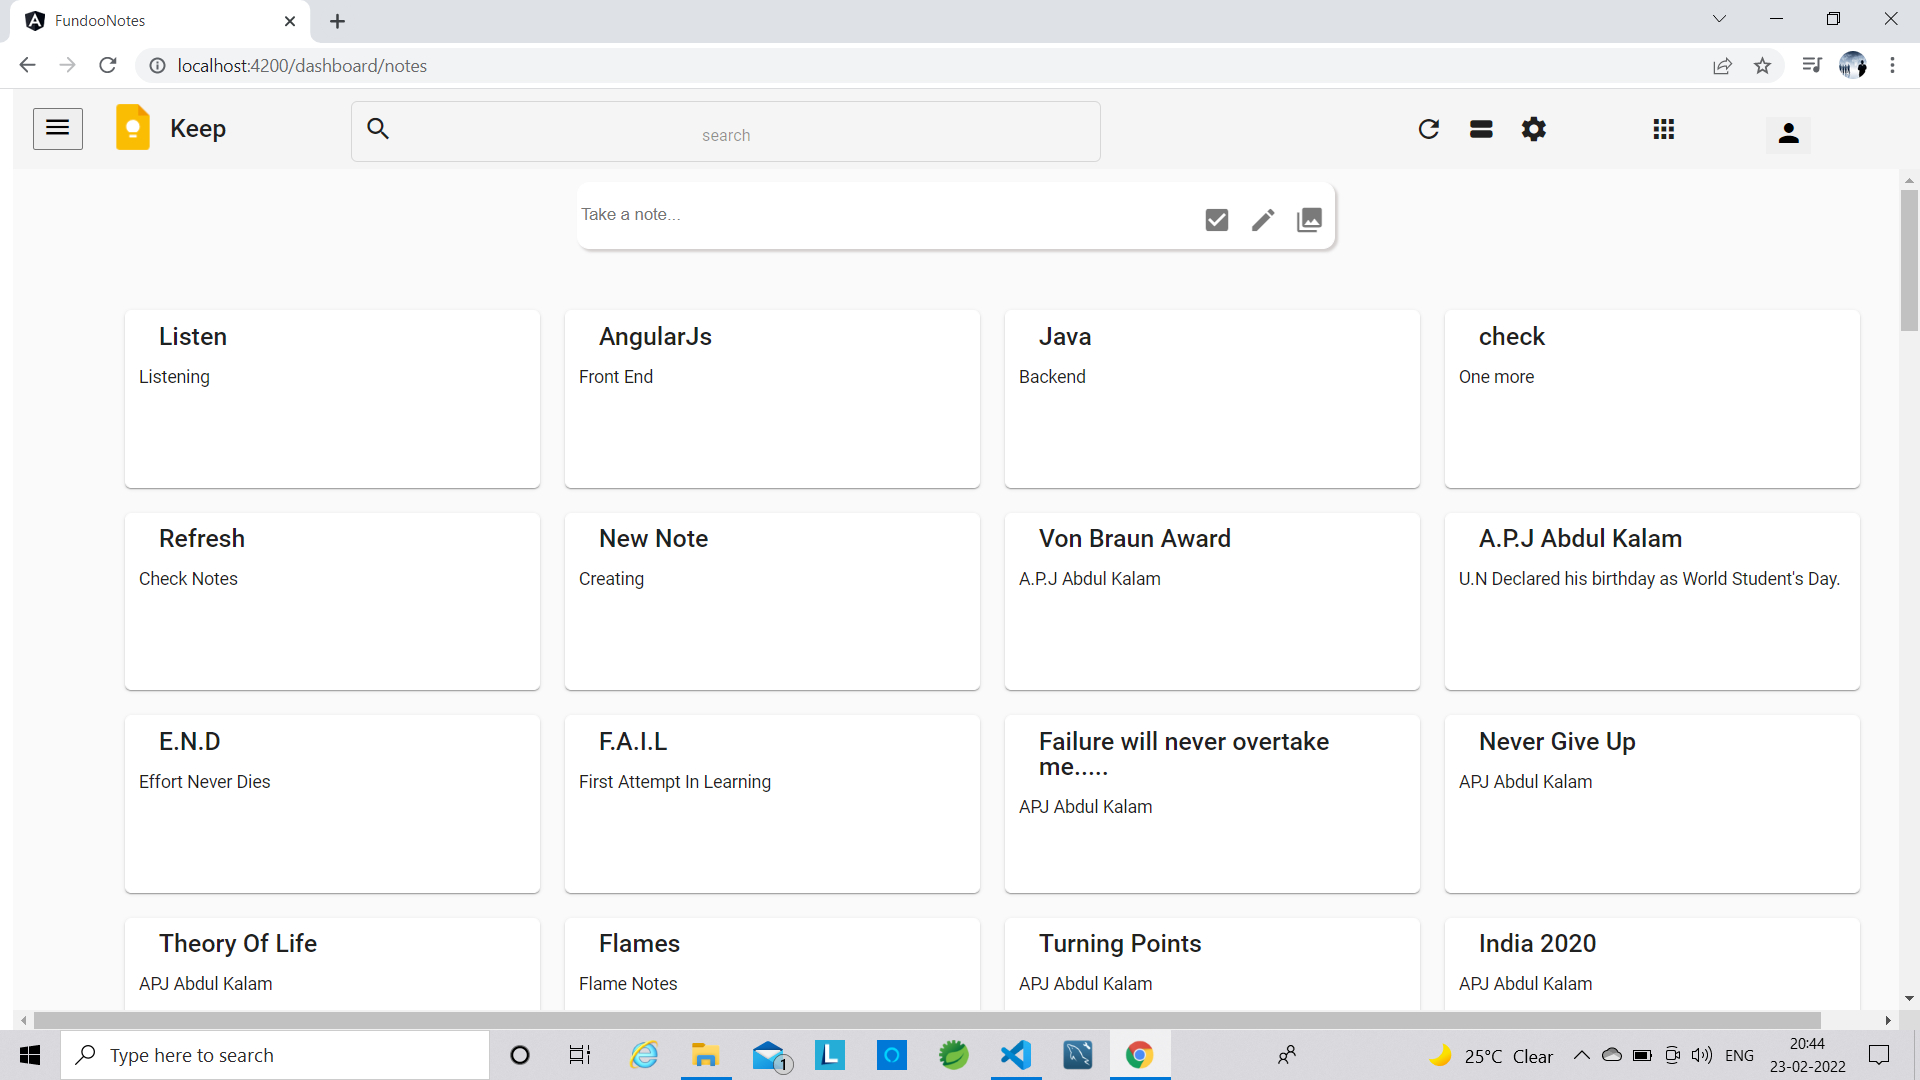 FundooNotes
localhost:4200/dashboard/notes
Keep
search
Take a note...
Listen
Listening
AngularJs
Front End
Java
Backend
check
One more
Refresh
Check Notes
New Note
Creating
Von Braun Award
A.P.J Abdul Kalam
A.P.J Abdul Kalam
U.N Declared his birthday as World Student's Day.
E.N.D
Effort Never Dies
F.A.I.L
First Attempt In Learning
Failure will never overtake
me.....
APJ Abdul Kalam
Never Give Up
APJ Abdul Kalam
Theory Of Life
APJ Abdul Kalam
Flames
Flame Notes
Turning Points
APJ Abdul Kalam
India 2020
APJ Abdul Kalam
Type here to search
1
L
25°C Clear
ENG
20:44
23-02-2022